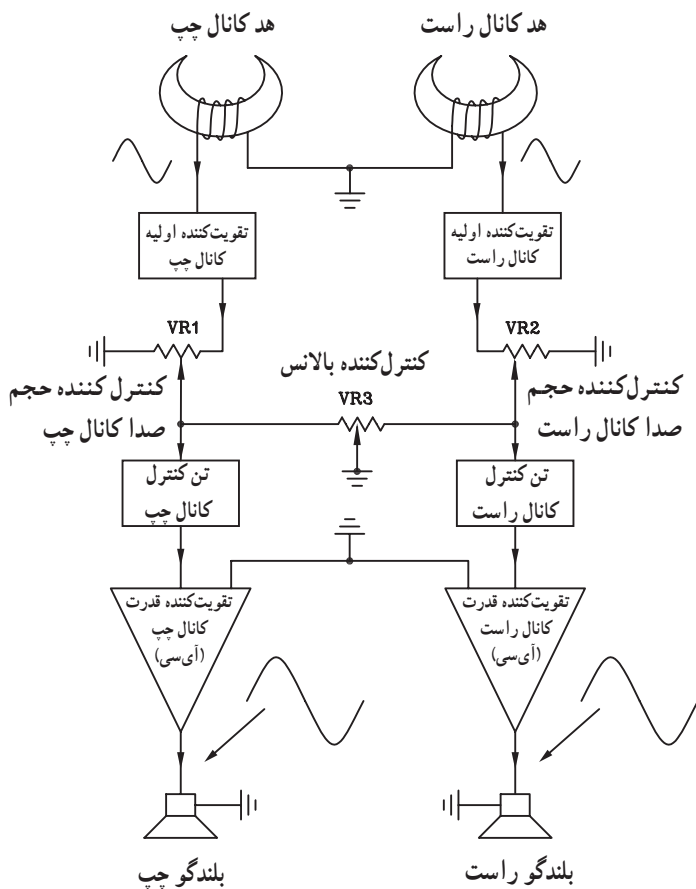 هد کانال راست
هد کانال چپ
تقویت‌کننده اولیه
کانال راست
تقویت‌کننده اولیه
کانال چپ
VR2
VR1
کنترل‌کننده حجم
صدا کانال راست
کنترل‌کننده بالانس
VR3
کنترل کننده حجم
صدا کانال چپ
تن کنترل
کانال راست
تن کنترل
کانال چپ
تقویت‌کننده قدرت
کانال راست
(آی‌سی)
تقویت‌کننده قدرت
کانال چپ
(آی‌سی)
بلندگو راست
بلندگو چپ